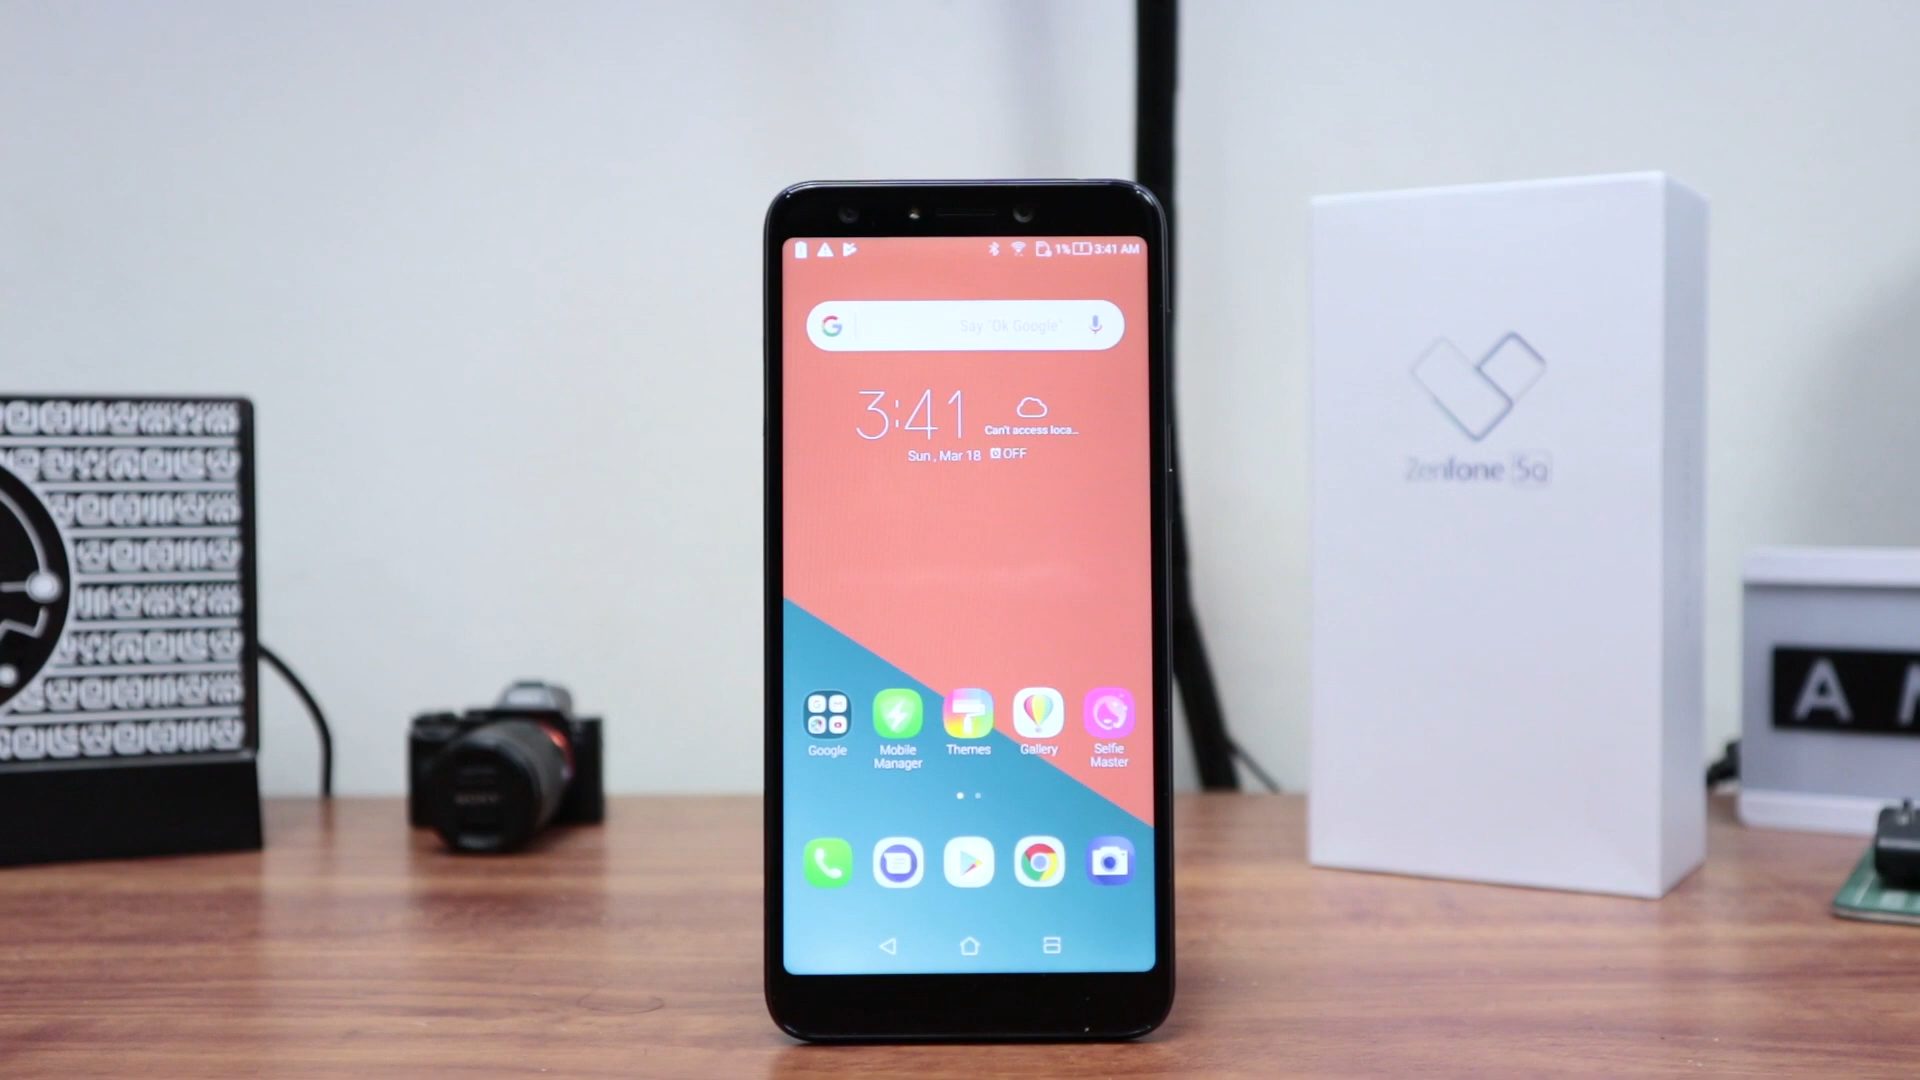 1% 3:41 AM
Say "Ok Google"
3:41
Can't access loca...
Sun, Mar 18 OFF
Google
Mobile
Manager
Themes
Gallery
Selfie
Master
Zenfone 5q
SONY
A